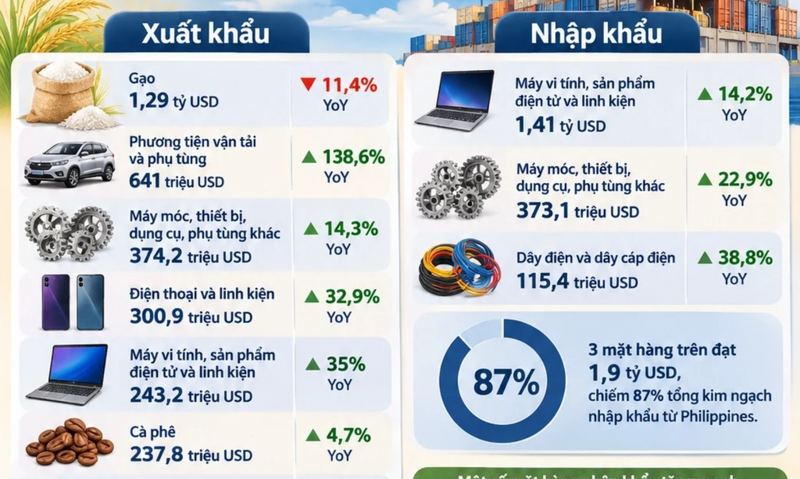 Xuất khẩu
Gạo
1,29 tỷ USD
▼ 11,4%
YoY
Phương tiện vận tải
và phụ tùng
641 triệu USD
▲ 138,6%
YoY
Máy móc, thiết bị,
dụng cụ, phụ tùng khác
374,2 triệu USD
▲ 14,3%
YoY
Điện thoại và linh kiện
300,9 triệu USD
▲ 32,9%
YoY
Máy vi tính, sản phẩm
điện tử và linh kiện
243,2 triệu USD
▲ 35%
YoY
Cà phê
237,8 triệu USD
▲ 4,7%
YoY
Nhập khẩu
Máy vi tính, sản phẩm
điện tử và linh kiện
1,41 tỷ USD
▲ 14,2%
YoY
Máy móc, thiết bị,
dụng cụ, phụ tùng khác
373,1 triệu USD
▲ 22,9%
YoY
Dây điện và dây cáp điện
115,4 triệu USD
▲ 38,8%
YoY
87%
3 mặt hàng trên đạt
1,9 tỷ USD,
chiếm 87% tổng kim ngạch
nhập khẩu từ Philippines.